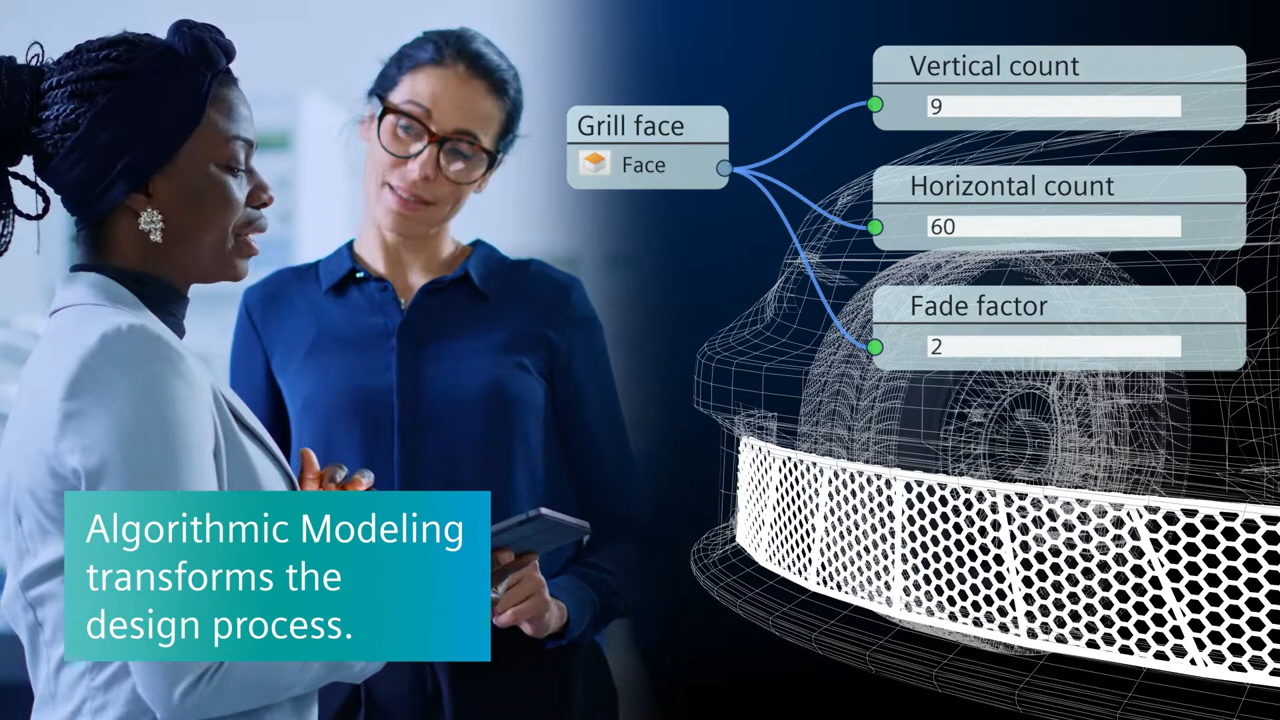 Grill face
Face
Vertical count
9
Horizontal count
60
Fade factor
2
Algorithmic Modeling
transforms the
design process.